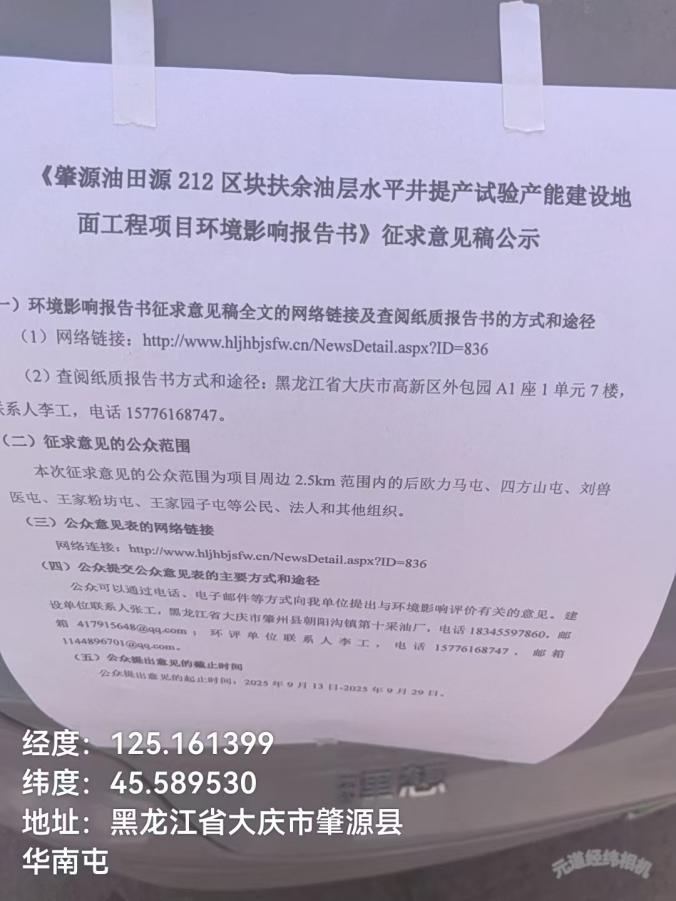 《肇源油田源 212 区块扶余油层水平井提产试验产能建设地
面工程项目环境影响报告书》征求意见稿公示
一）环境影响报告书征求意见稿全文的网络链接及查阅纸质报告书的方式和途径
（1）网络链接：http://www.hljhbjsfw.cn/NewsDetail.aspx?ID=836
（2）查阅纸质报告书方式和途径：黑龙江省大庆市高新区外包园 A1 座 1 单元 7 楼，
系人李工，电话 15776168747。
（二）征求意见的公众范围
本次征求意见的公众范围为项目周边 2.5km 范围内的后欧力马屯、四方山屯、刘兽
医屯、王家粉坊屯、王家园子屯等公民、法人和其他组织。
（三）公众意见表的网络链接
网络连接：http://www.hljhbjsfw.cn/NewsDetail.aspx?ID=836
（四）公众提交公众意见表的主要方式和途径
公众可以通过电话、电子邮件等方式向我单位提出与环境影响评价有关的意见。建
设单位联系人张工，黑龙江省大庆市肇州县朝阳沟镇第十采油厂，电话 18345597860。邮
箱 417915648@qq.com；环评单位联系人李工，电话 15776168747，邮箱
1144896701@qq.com。
（五）公众提出意见的截止时间
公众提出意见的起止时间：2025 年 9 月 13 日-2025 年 9 月 29 日。
理想
经度：125.161399
纬度：45.589530
地址：黑龙江省大庆市肇源县
华南屯
元道经纬相机